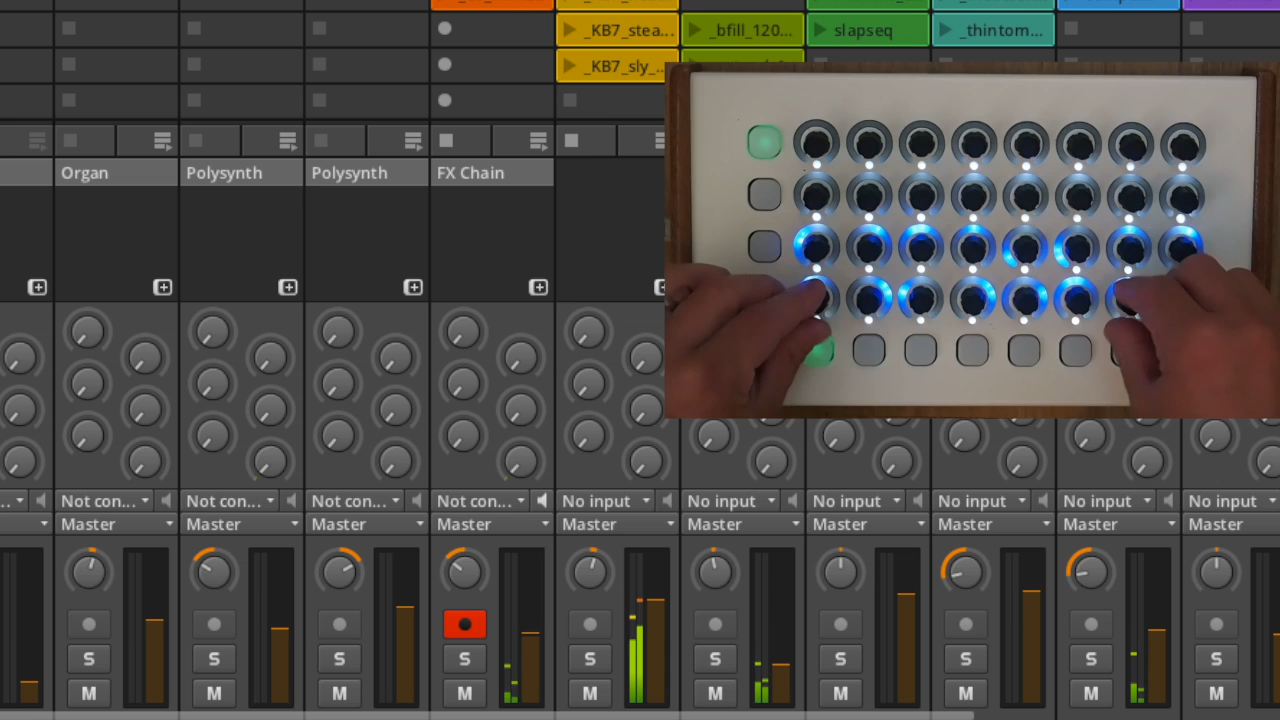 _KB7_stea... _bfill_120... slapseq _thintom...
_KB7_sly_..
Organ Polysynth Polysynth FX Chain
Not con... Not con... Not con... Not con... No input No input No input No input No input No input
Master Master Master Master Master Master Master Master Master Master
S S S S S S S S S S
M M M M M M M M M M